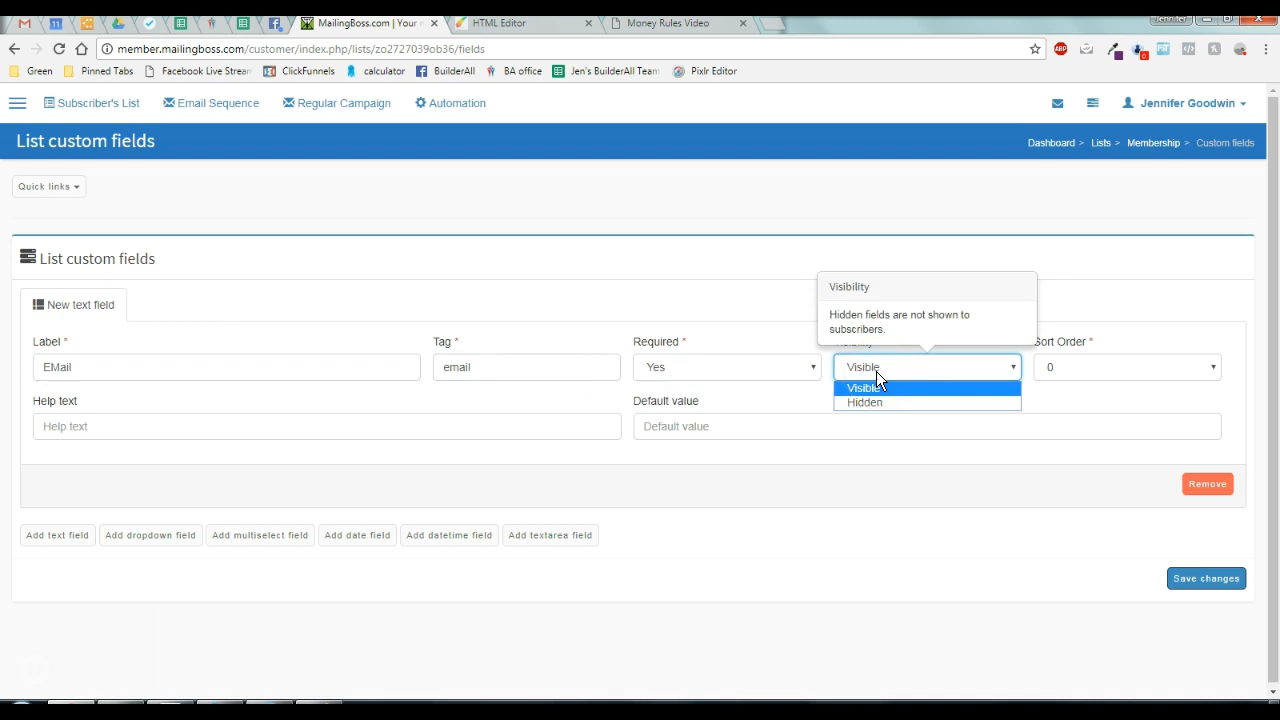 MailingBoss.com | Your
HTML Editor
Money Rules Video
Jennifer
member.mailingboss.com/customer/index.php/lists/zo2727039ob36/fields
Green
Pinned Tabs
Facebook Live Stream
ClickFunnels
calculator
BuilderAll
BA office
Jen's BuilderAll Team
Pixlr Editor
Subscriber's List
Email Sequence
Regular Campaign
Automation
Jennifer Goodwin
List custom fields
Dashboard > Lists > Membership > Custom fields
Quick links
List custom fields
Visibility
Hidden fields are not shown to
subscribers.
New text field
Label *
Tag *
Required *
Sort Order *
EMail
email
Yes
Visible
0
Visible
Hidden
Help text
Default value
Help text
Default value
Remove
Add text field
Add dropdown field
Add multiselect field
Add date field
Add datetime field
Add textarea field
Save changes